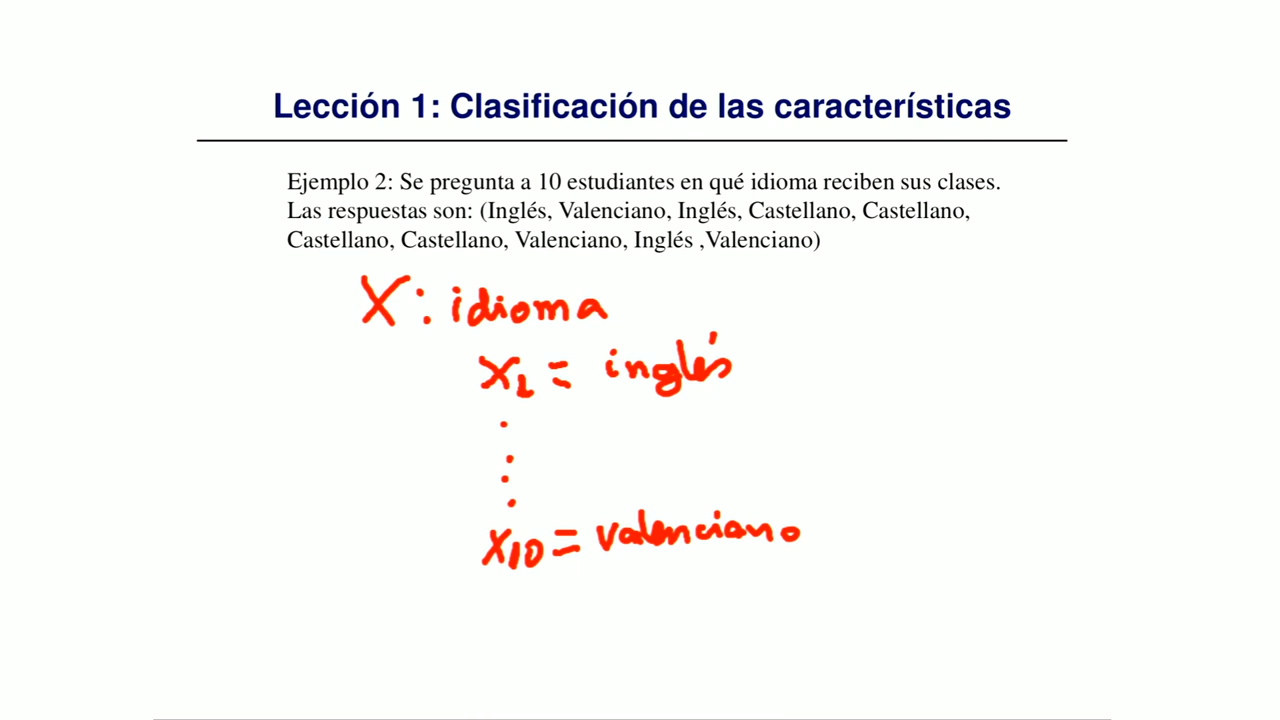 Lección 1: Clasificación de las características
Ejemplo 2: Se pregunta a 10 estudiantes en qué idioma reciben sus clases.
Las respuestas son: (Inglés, Valenciano, Inglés, Castellano, Castellano,
Castellano, Castellano, Valenciano, Inglés ,Valenciano)
X: idioma
x1 = inglés
x10 = valenciano